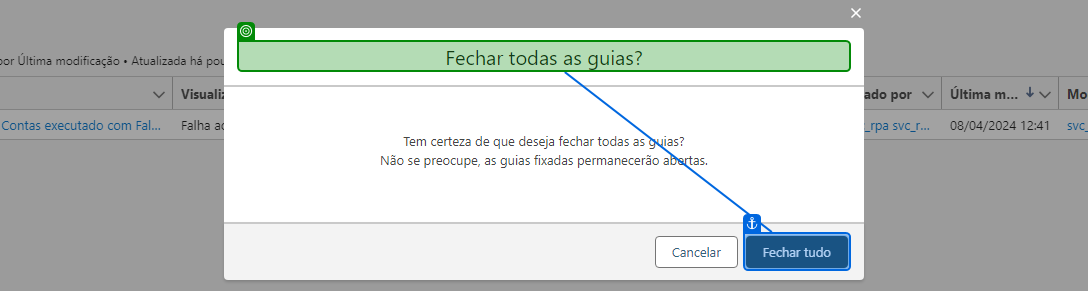 Fechar todas as guias?
por Última modificação • Atualizada há pou
Visualiz
ado por
Última m...
Mo
Contas executado com Fal...
Falha ac
_rpa svc_r...
08/04/2024 12:41
svc_
Tem certeza de que deseja fechar todas as guias?
Não se preocupe, as guias fixadas permanecerão abertas.
Cancelar
Fechar tudo